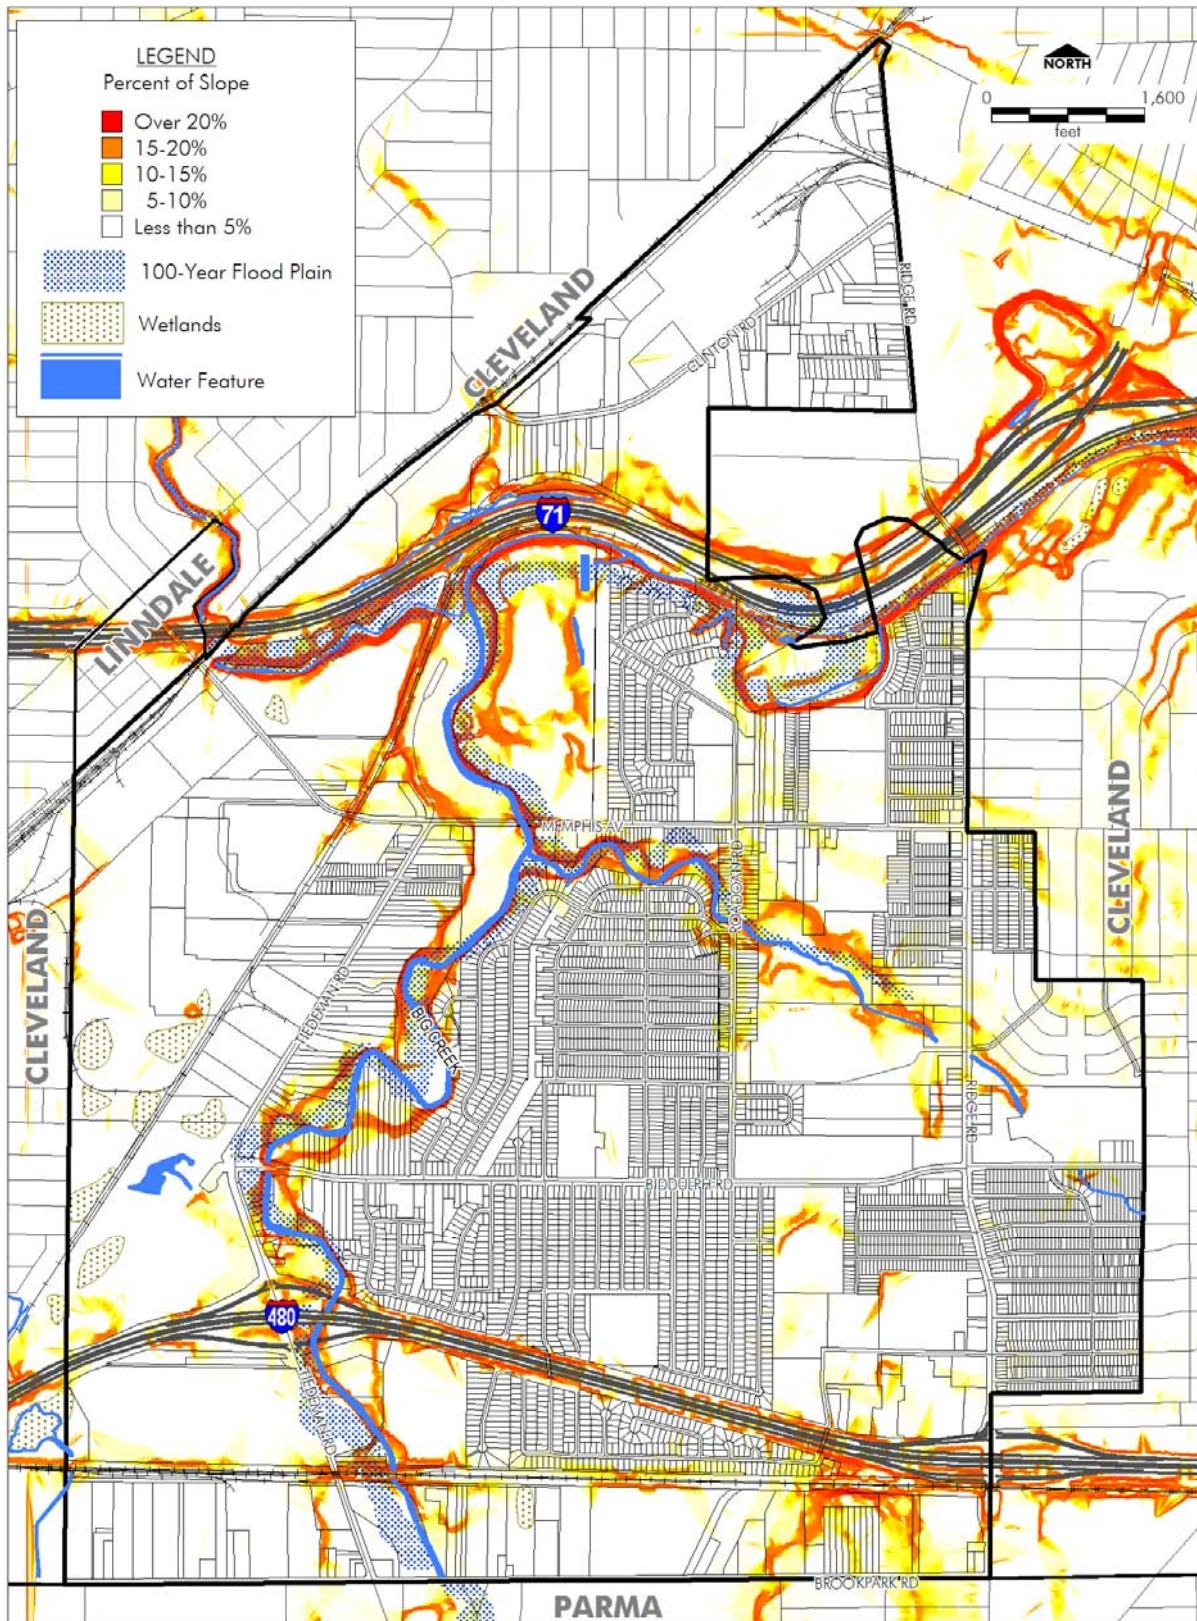 LEGEND
Percent of Slope
Over 20%
15-20%
10-15%
5-10%
Less than 5%
100-Year Flood Plain
Wetlands
Water Feature
NORTH
0 1,600
feet
CLEVELAND
RIDGE RD
CLINTON RD
71
LINNDALE
MEMPHIS AV
ROADOAN RD
CLEVELAND
CLEVELAND
TIEDEMAN RD
BIG CREEK
RIDGE RD
BIDDULPH RD
480
TIEDEMAN RD
BROOKPARK RD
PARMA